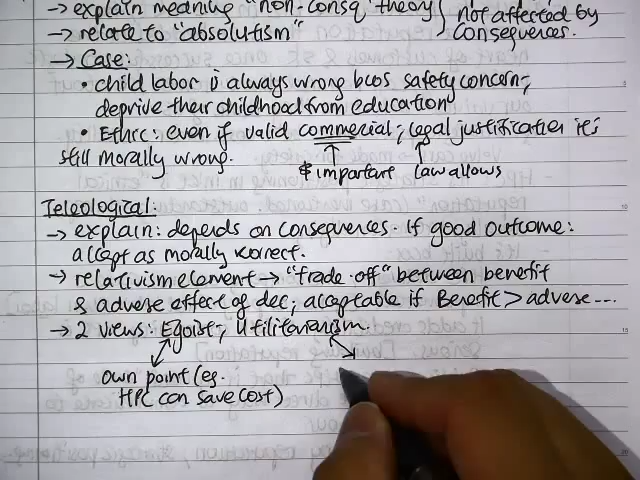 → explain meaning "non-consq" theory } not affected by
→ relate to "absolutism" consequences.
→ Case:
• child labor is always wrong bcos safety concern,
deprive their childhood from education
• Ethic: even if valid commercial, legal justification it's
still morally wrong.
$ important law allows
Teleological:
→ explain: depends on consequences. If good outcome:
accept as morally korrect.
→ relativism element → "trade-off" between benefit
& adverse effect of dec; acceptable if Benefit > adverse...
→ 2 views: Egoist, Utilitarianism.
own point (eg.
HPC can save cost)